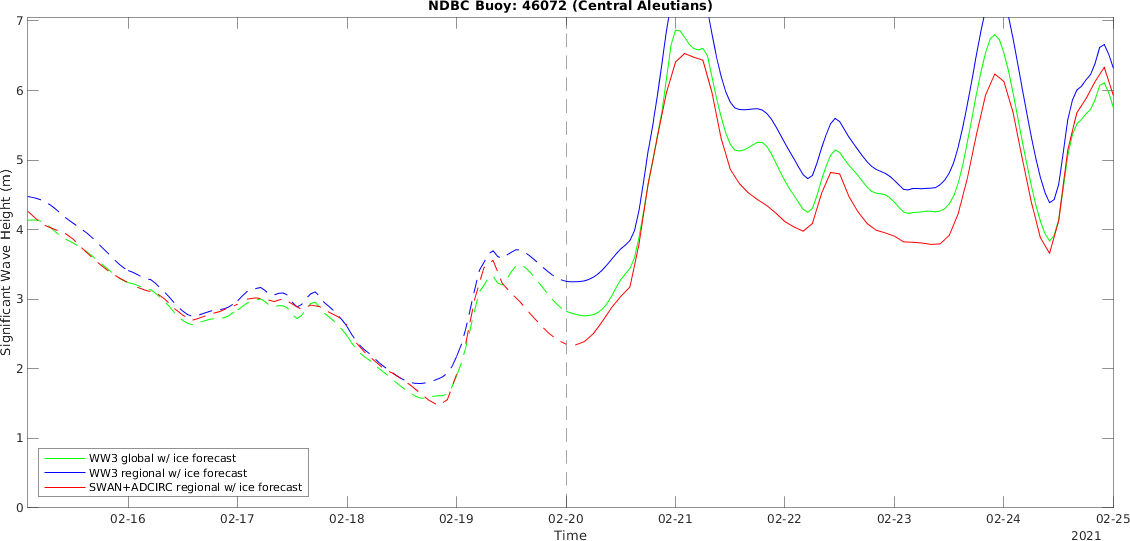 NDBC Buoy: 46072 (Central Aleutians)
7
6
5
4
3
2
1
0
Significant Wave Height (m)
WW3 global w/ ice forecast
WW3 regional w/ ice forecast
SWAN+ADCIRC regional w/ ice forecast
02-16 02-17 02-18 02-19 02-20 02-21 02-22 02-23 02-24 02-25
Time
2021